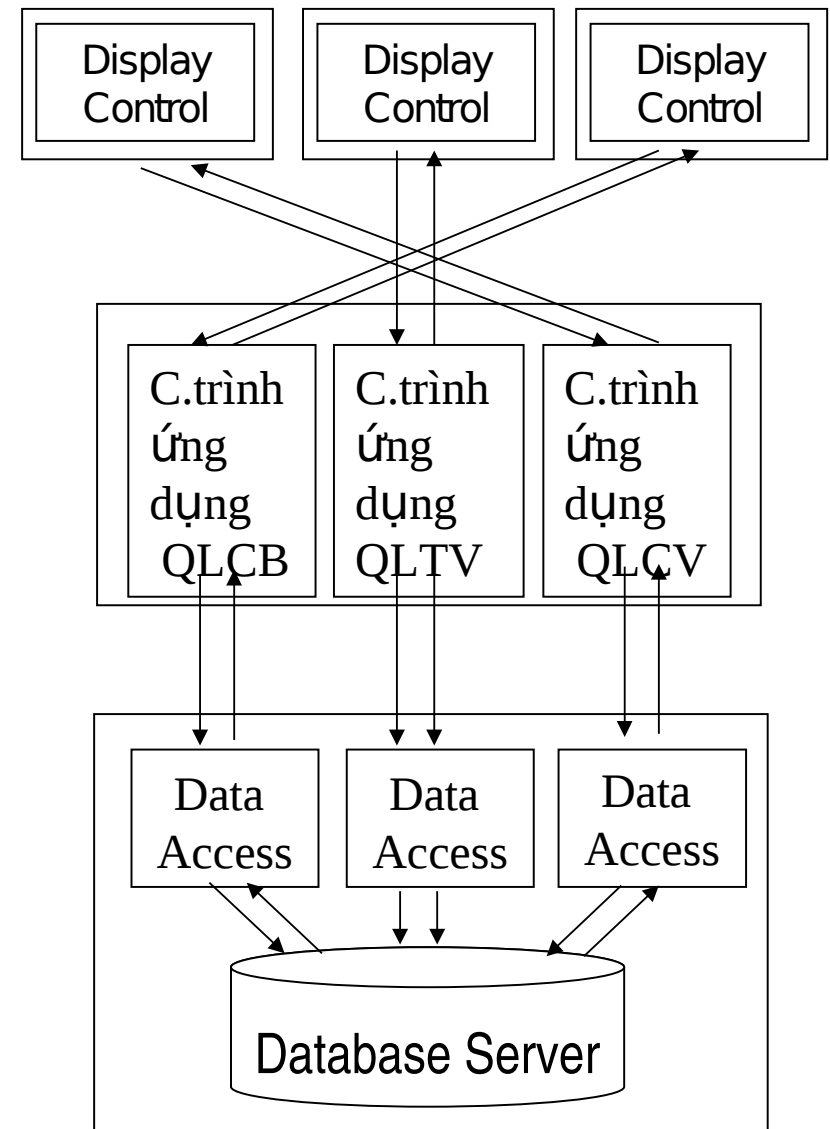 Display
Control
Display
Control
Display
Control
C.trình
ứng
dụng
QLCB
C.trình
ứng
dụng
QLTV
C.trình
ứng
dụng
QLCV
Data
Access
Data
Access
Data
Access
Database Server